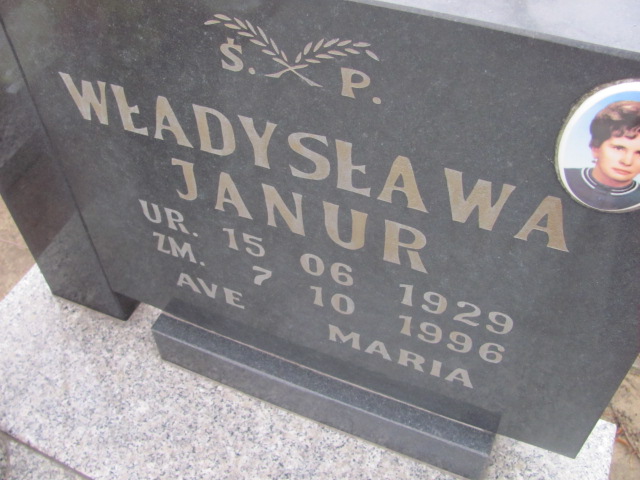 Ś. P.
WŁADYSŁAWA
JANUR
UR. 15 06 1929
ZM. 7 10 1996
AVE MARIA